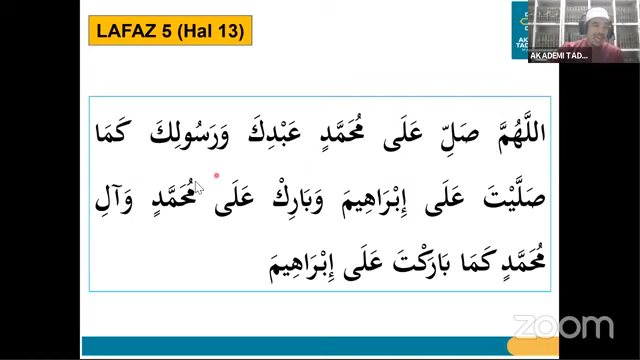 LAFAZ 5 (Hal 13)
اللَّهُمَّ صَلِّ عَلَى مُحَمَّدٍ عَبْدِكَ وَرَسُولِكَ كَمَا
صَلَّيْتَ عَلَى إِبْرَاهِيمَ وَبَارِكْ عَلَى مُحَمَّدٍ وَآلِ
مُحَمَّدٍ كَمَا بَارَكْتَ عَلَى إِبْرَاهِيمَ
AKADEMI TAD...
zoom